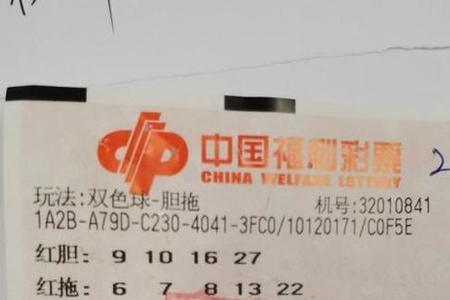 中国福利彩票
CHINA WELFARE LOTTERY
玩法:双色球-胆拖 机号:32010841
1A2B-A79D-C230-4041-3FC0/10120171/C0F5E
红胆: 9 10 16 27
红拖: 6 7 8 13 22